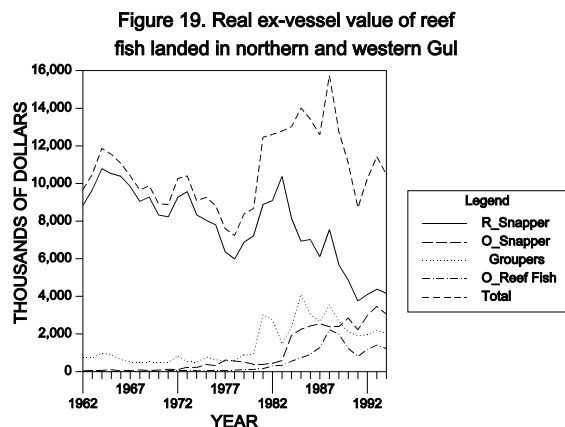 Figure 19. Real ex-vessel value of reef
fish landed in northern and western Gul
THOUSANDS OF DOLLARS
16,000
14,000
12,000
10,000
8,000
6,000
4,000
2,000
0
1962
1967
1972
1977
1982
1987
1992
YEAR
Legend
R_Snapper
O_Snapper
Groupers
O_Reef Fish
Total